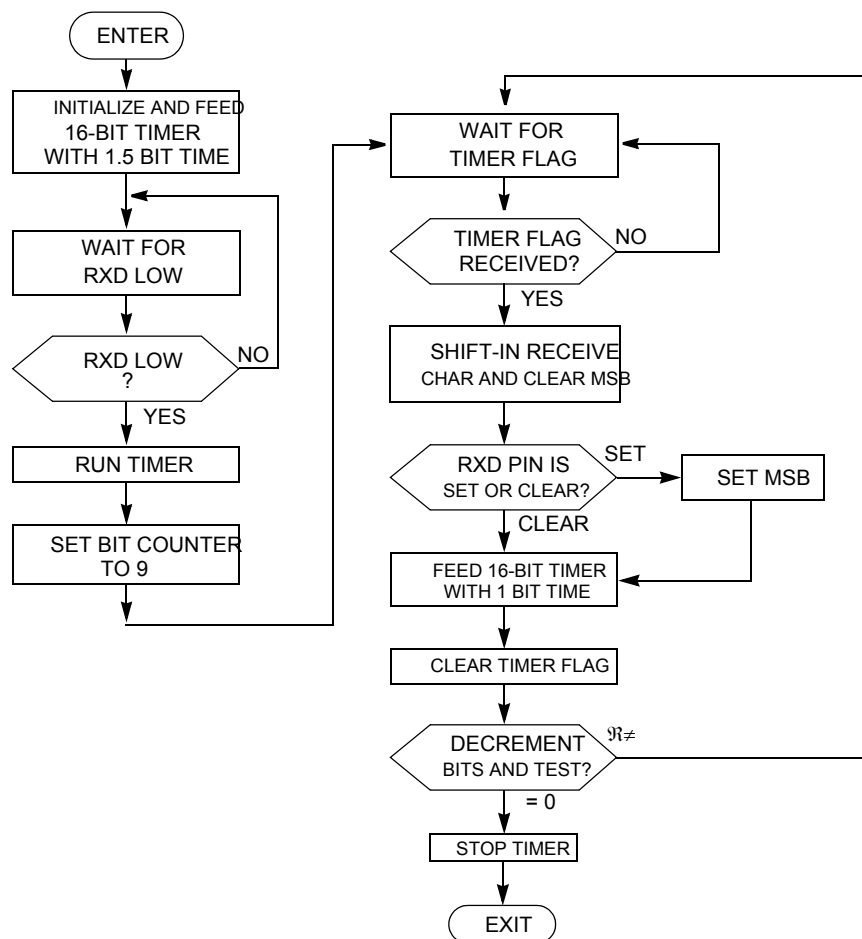 ENTER
INITIALIZE AND FEED
16-BIT TIMER
WITH 1.5 BIT TIME
WAIT FOR
RXD LOW
RXD LOW
?
NO
YES
RUN TIMER
SET BIT COUNTER
TO 9
WAIT FOR
TIMER FLAG
TIMER FLAG
RECEIVED?
NO
YES
SHIFT-IN RECEIVE
CHAR AND CLEAR MSB
RXD PIN IS
SET OR CLEAR?
SET
SET MSB
CLEAR
FEED 16-BIT TIMER
WITH 1 BIT TIME
CLEAR TIMER FLAG
DECREMENT
BITS AND TEST?
ℜ≠
= 0
STOP TIMER
EXIT